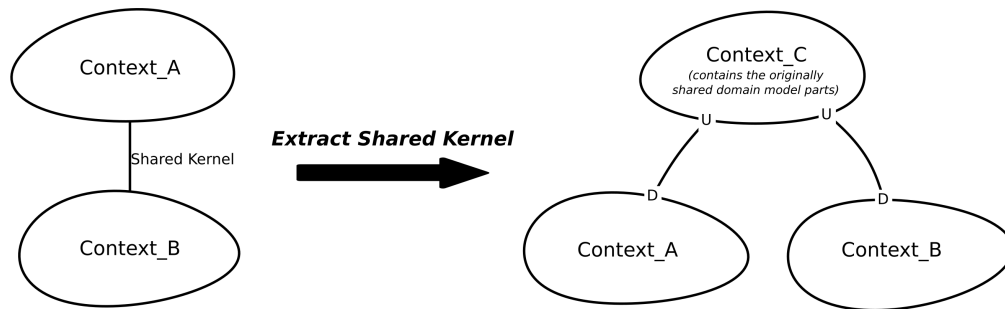 Context_A
Shared Kernel
Context_B
Extract Shared Kernel
Context_C
(contains the originally
shared domain model parts)
U
U
D
D
Context_A
Context_B